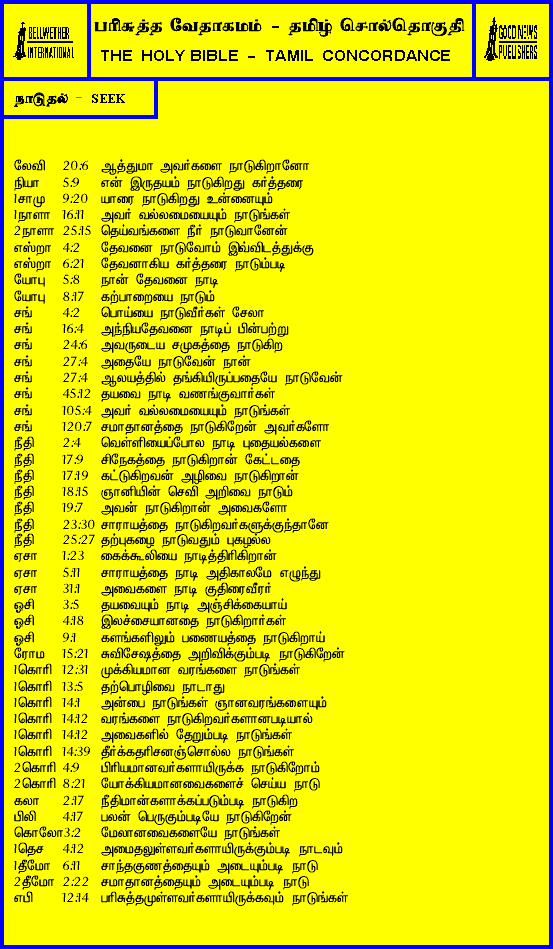 BELLWETHER
INTERNATIONAL
பரிசுத்த வேதாகமம் - தமிழ் சொல்தொகுதி
THE HOLY BIBLE - TAMIL CONCORDANCE
GOOD NEWS
PUBLISHERS
நாடுதல் - SEEK
லேவி 20:6 ஆத்துமா அவர்களை நாடுகிறானோ
நியா 5:9 என் இருதயம் நாடுகிறது கர்த்தரை
1சாமு 9:20 யாரை நாடுகிறது உன்னையும்
1நாளா 16:11 அவர் வல்லமையையும் நாடுங்கள்
2நாளா 25:15 தெய்வங்களை நீர் நாடுவானேன்
எஸ்றா 4:2 தேவனை நாடுவோம் இவ்விடத்துக்கு
எஸ்றா 6:21 தேவனாகிய கர்த்தரை நாடும்படி
யோபு 5:8 நான் தேவனை நாடி
யோபு 8:17 கற்பாறையை நாடும்
சங் 4:2 பொய்யை நாடுவீர்கள் சேலா
சங் 16:4 அந்நியதேவனை நாடிப் பின்பற்று
சங் 24:6 அவருடைய சமுகத்தை நாடுகிற
சங் 27:4 அதையே நாடுவேன் நான்
சங் 27:4 ஆலயத்தில் தங்கியிருப்பதையே நாடுவேன்
சங் 45:12 தயவை நாடி வணங்குவார்கள்
சங் 105:4 அவர் வல்லமையையும் நாடுங்கள்
சங் 120:7 சமாதானத்தை நாடுகிறேன் அவர்களோ
நீதி 2:4 வெள்ளியைப்போல நாடி புதையல்களை
நீதி 17:9 சிநேகத்தை நாடுகிறான் கேட்டதை
நீதி 17:19 கட்டுகிறவன் அழிவை நாடுகிறான்
நீதி 18:15 ஞானியின் செவி அறிவை நாடும்
நீதி 19:7 அவன் நாடுகிறான் அவைகளோ
நீதி 23:30 சாராயத்தை நாடுகிறவர்களுக்குந்தானே
நீதி 25:27 தற்புகழை நாடுவதும் புகழல்ல
ஏசா 1:23 கைக்கூலியை நாடித்திரிகிறான்
ஏசா 5:11 சாராயத்தை நாடி அதிகாலமே எழுந்து
ஏசா 31:1 அவைகளை நாடி குதிரைவீரர்
ஓசி 3:5 தயவையும் நாடி அஞ்சிக்கையாய்
ஓசி 4:18 இலச்சையானதை நாடுகிறார்கள்
ஓசி 9:1 களங்களிலும் பணையத்தை நாடுகிறாய்
ரோம 15:21 சுவிசேஷத்தை அறிவிக்கும்படி நாடுகிறேன்
1கொரி 12:31 முக்கியமான வரங்களை நாடுங்கள்
1கொரி 13:5 தற்பொழிவை நாடாது
1கொரி 14:1 அன்பை நாடுங்கள் ஞானவரங்களையும்
1கொரி 14:12 வரங்களை நாடுகிறவர்களானபடியால்
1கொரி 14:12 அவைகளில் தேறும்படி நாடுங்கள்
1கொரி 14:39 தீர்க்கதரிசனஞ்சொல்ல நாடுங்கள்
2கொரி 4:9 பிரியமானவர்களாயிருக்க நாடுகிறோம்
2கொரி 8:21 யோக்கியமானவைகளைச் செய்ய நாடு
கலா 2:17 நீதிமான்களாக்கப்படும்படி நாடுகிற
பிலி 4:17 பலன் பெருகும்படியே நாடுகிறேன்
கொலோ3:2 மேலானவைகளையே நாடுங்கள்
1தெச 4:12 அமைதலுள்ளவர்களாயிருக்கும்படி நாடவும்
1தீமோ 6:11 சாந்தகுணத்தையும் அடையும்படி நாடு
2தீமோ 2:22 சமாதானத்தையும் அடையும்படி நாடு
எபி 12:14 பரிசுத்தமுள்ளவர்களாயிருக்கவும் நாடுங்கள்